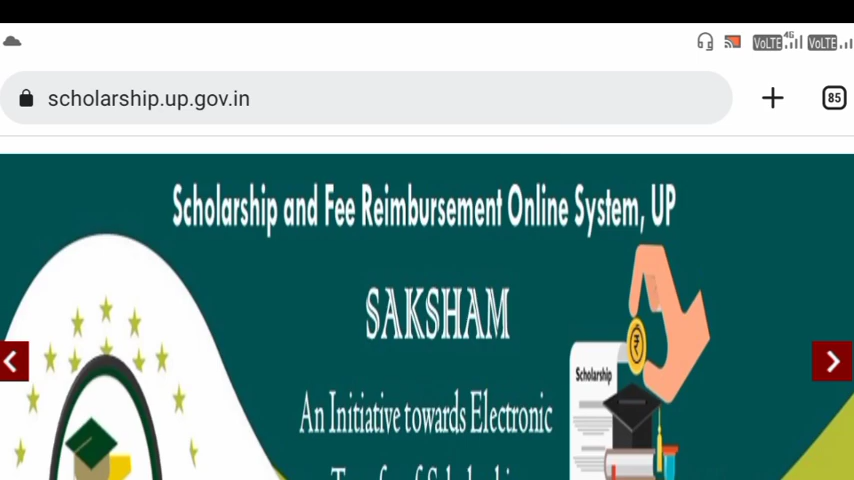 VoLTE 4G VoLTE
scholarship.up.gov.in
85
Scholarship and Fee Reimbursement Online System, UP
SAKSHAM
Scholarship
An Initiative towards Electronic